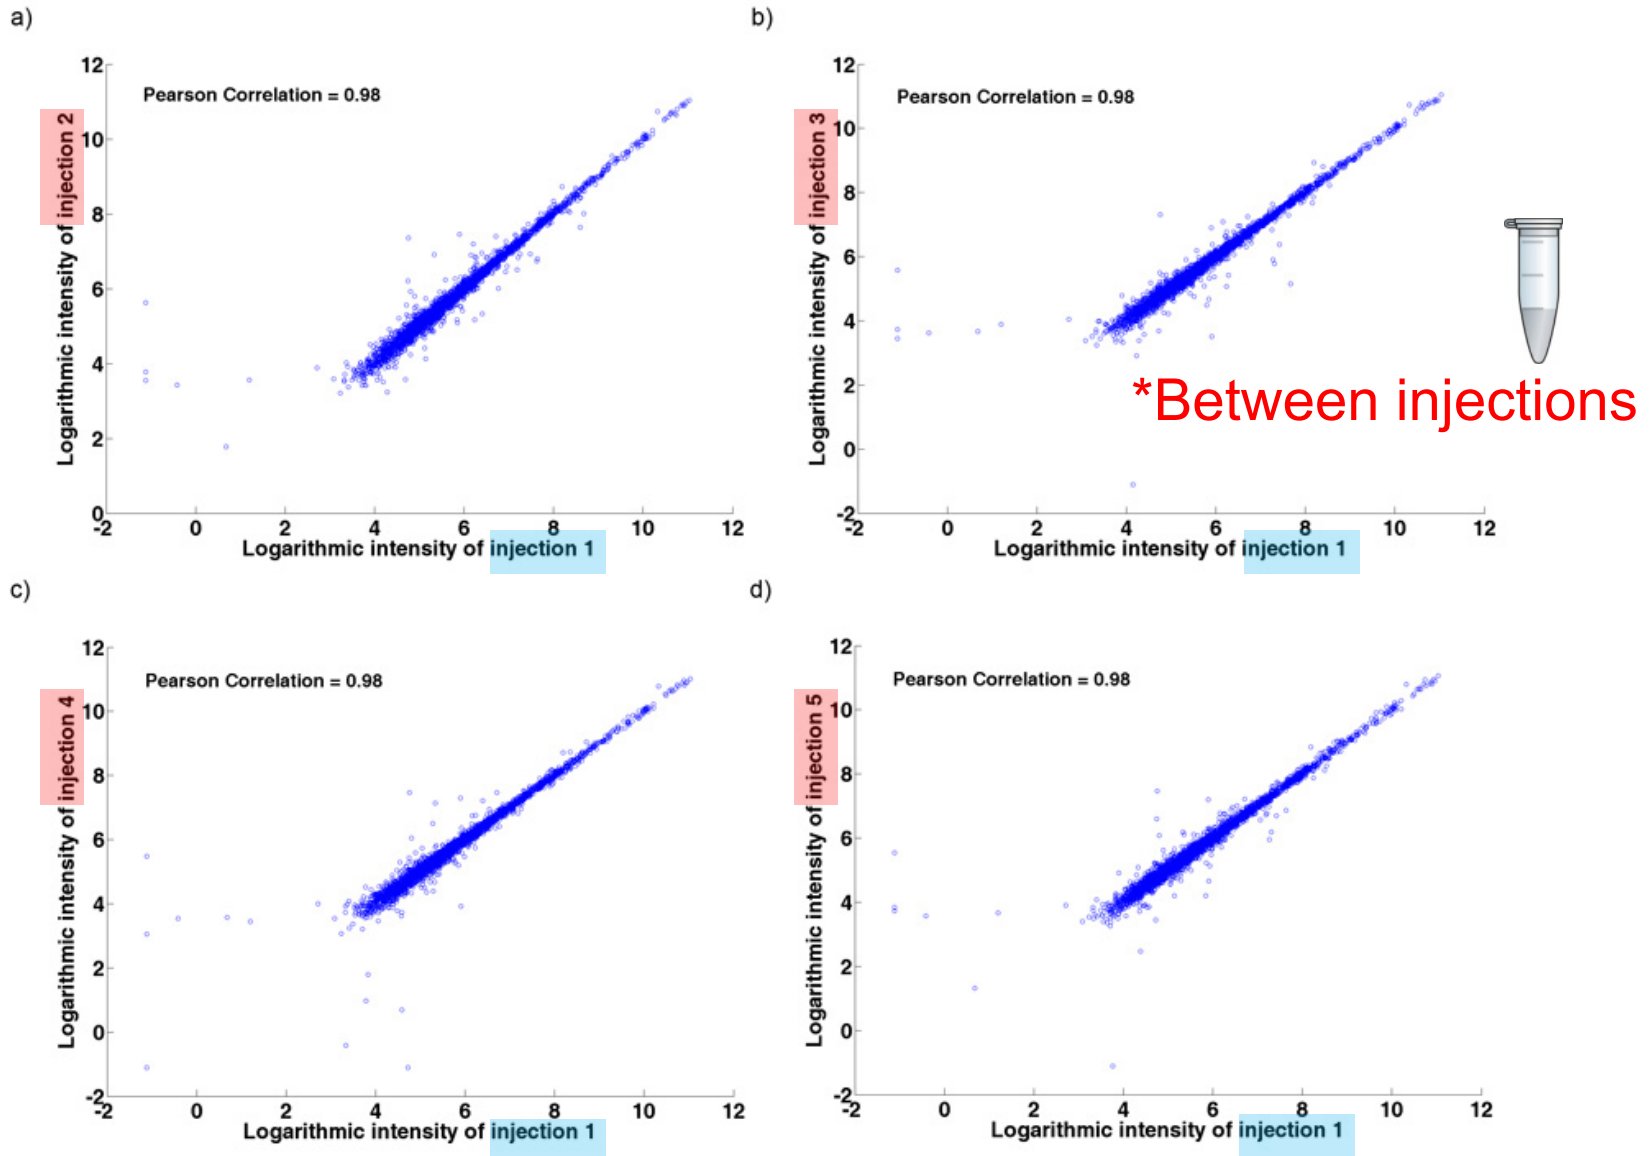 a)
12
10
8
6
4
2
0
Logarithmic intensity of injection 2
Pearson Correlation = 0.98
-2 0 2 4 6 8 10 12
Logarithmic intensity of injection 1
b)
12
10
8
6
4
2
0
-2
Logarithmic intensity of injection 3
Pearson Correlation = 0.98
*Between injections
-2 0 2 4 6 8 10 12
Logarithmic intensity of injection 1
c)
12
10
8
6
4
2
0
-2
Logarithmic intensity of injection 4
Pearson Correlation = 0.98
-2 0 2 4 6 8 10 12
Logarithmic intensity of injection 1
d)
12
10
8
6
4
2
0
-2
Logarithmic intensity of injection 5
Pearson Correlation = 0.98
-2 0 2 4 6 8 10 12
Logarithmic intensity of injection 1